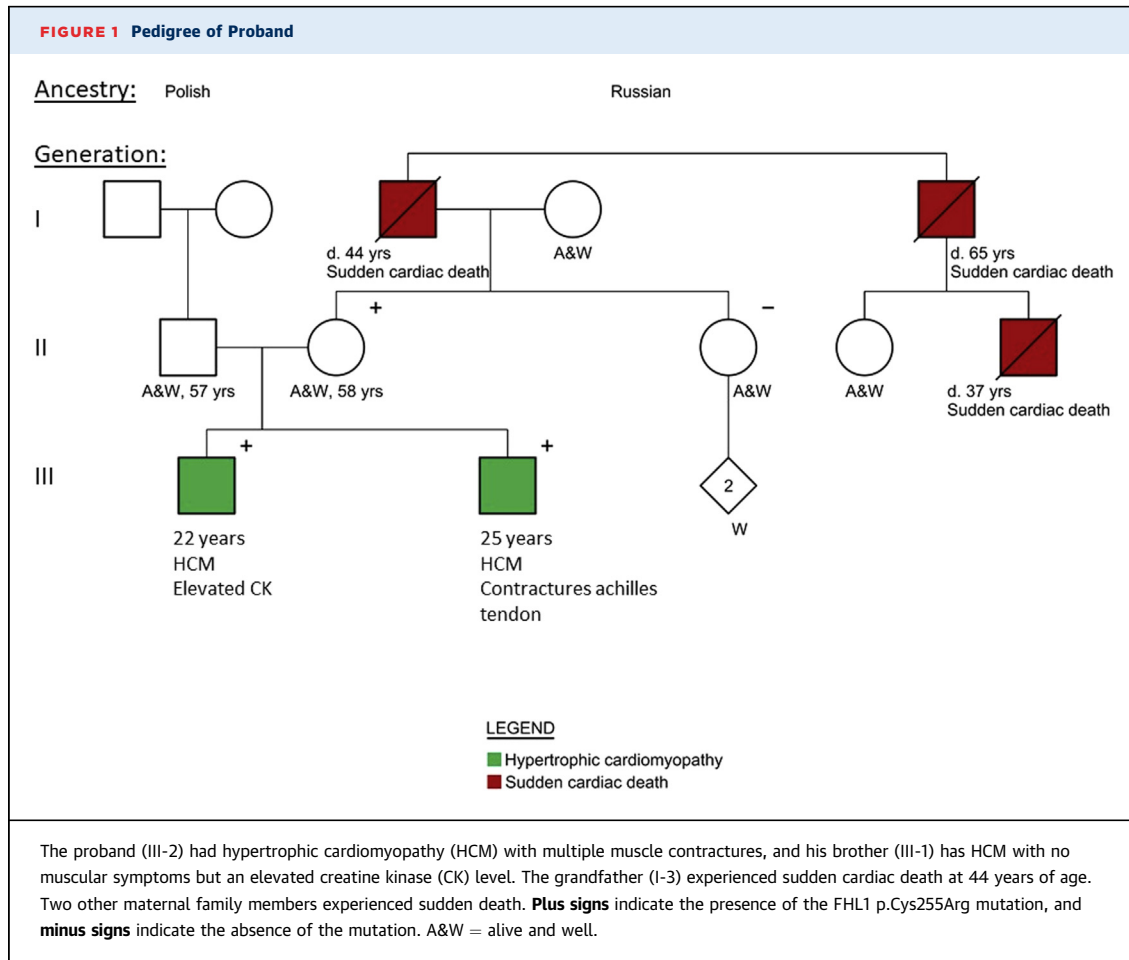 FIGURE 1 Pedigree of Proband
Ancestry: Polish Russian
Generation:
I
d. 44 yrs
Sudden cardiac death
A&W
d. 65 yrs
Sudden cardiac death
+
−
II
A&W, 57 yrs
A&W, 58 yrs
A&W
A&W
d. 37 yrs
Sudden cardiac death
+
+
III
2
W
22 years
HCM
Elevated CK
25 years
HCM
Contractures achilles
tendon
LEGEND
Hypertrophic cardiomyopathy
Sudden cardiac death
The proband (III-2) had hypertrophic cardiomyopathy (HCM) with multiple muscle contractures, and his brother (III-1) has HCM with no
muscular symptoms but an elevated creatine kinase (CK) level. The grandfather (I-3) experienced sudden cardiac death at 44 years of age.
Two other maternal family members experienced sudden death. Plus signs indicate the presence of the FHL1 p.Cys255Arg mutation, and
minus signs indicate the absence of the mutation. A&W = alive and well.